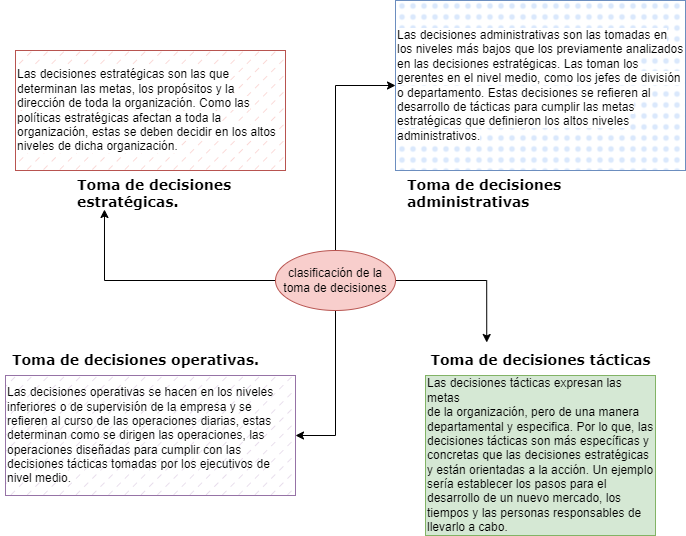 Las decisiones estratégicas son las que
determinan las metas, los propósitos y la
dirección de toda la organización. Como las
políticas estratégicas afectan a toda la
organización, estas se deben decidir en los altos
niveles de dicha organización.
Toma de decisiones
estratégicas.
Las decisiones administrativas son las tomadas en
los niveles más bajos que los previamente analizados
en las decisiones estratégicas. Las toman los
gerentes en el nivel medio, como los jefes de división
o departamento. Estas decisiones se refieren al
desarrollo de tácticas para cumplir las metas
estratégicas que definieron los altos niveles
administrativos.
Toma de decisiones
administrativas
clasificación de la
toma de decisiones
Toma de decisiones operativas.
Las decisiones operativas se hacen en los niveles
inferiores o de supervisión de la empresa y se
refieren al curso de las operaciones diarias, estas
determinan como se dirigen las operaciones, las
operaciones diseñadas para cumplir con las
decisiones tácticas tomadas por los ejecutivos de
nivel medio.
Toma de decisiones tácticas
Las decisiones tácticas expresan las
metas
de la organización, pero de una manera
departamental y especifica. Por lo que, las
decisiones tácticas son más específicas y
concretas que las decisiones estratégicas
y están orientadas a la acción. Un ejemplo
sería establecer los pasos para el
desarrollo de un nuevo mercado, los
tiempos y las personas responsables de
llevarlo a cabo.